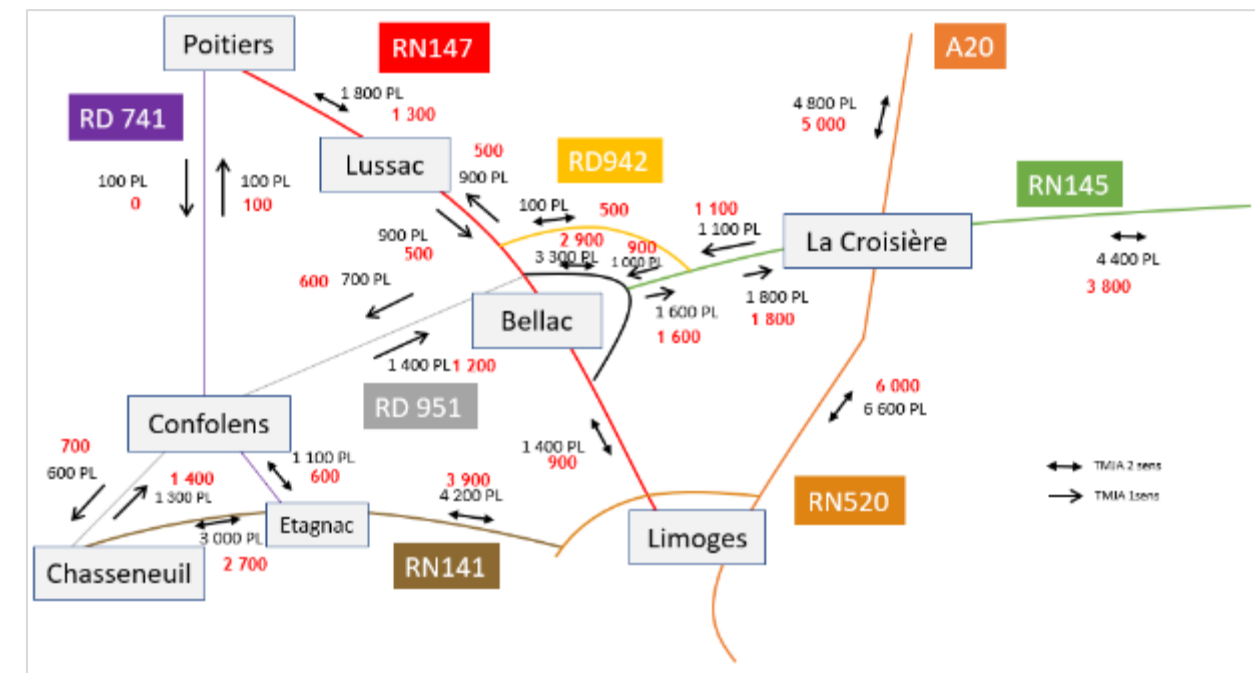 Poitiers
RN147
A20
1 800 PL
1 300
4 800 PL
5 000
RD 741
Lussac
500
900 PL
RD942
RN145
100 PL
0
100 PL
100
100 PL
500
1 100
1 100 PL
La Croisière
900 PL
500
2 900
3 300 PL
900
1 000 PL
4 400 PL
3 800
600
700 PL
1 800 PL
1 800
Bellac
1 600 PL
1 600
1 400 PL
1 200
RD 951
6 000
6 600 PL
Confolens
700
600 PL
1 400
1 300 PL
1 100 PL
600
3 900
4 200 PL
1 400 PL
900
TMJA 2 sens
TMJA 1sens
RN520
Etagnac
3 000 PL
2 700
RN141
Limoges
Chasseneuil